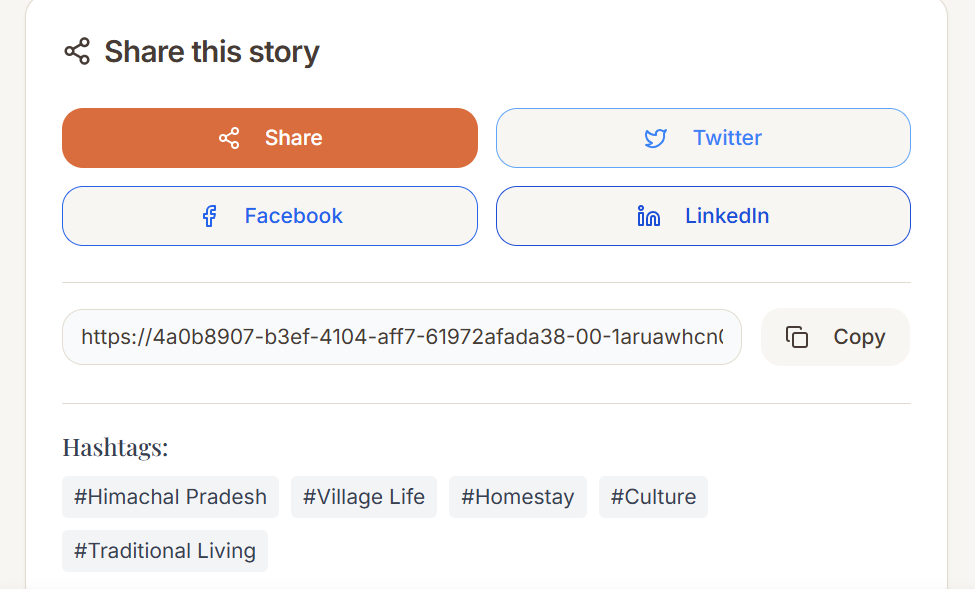 Share this story
Share
Twitter
Facebook
LinkedIn
https://4a0b8907-b3ef-4104-aff7-61972afada38-00-1aruawhcn
Copy
Hashtags:
#Himachal Pradesh
#Village Life
#Homestay
#Culture
#Traditional Living